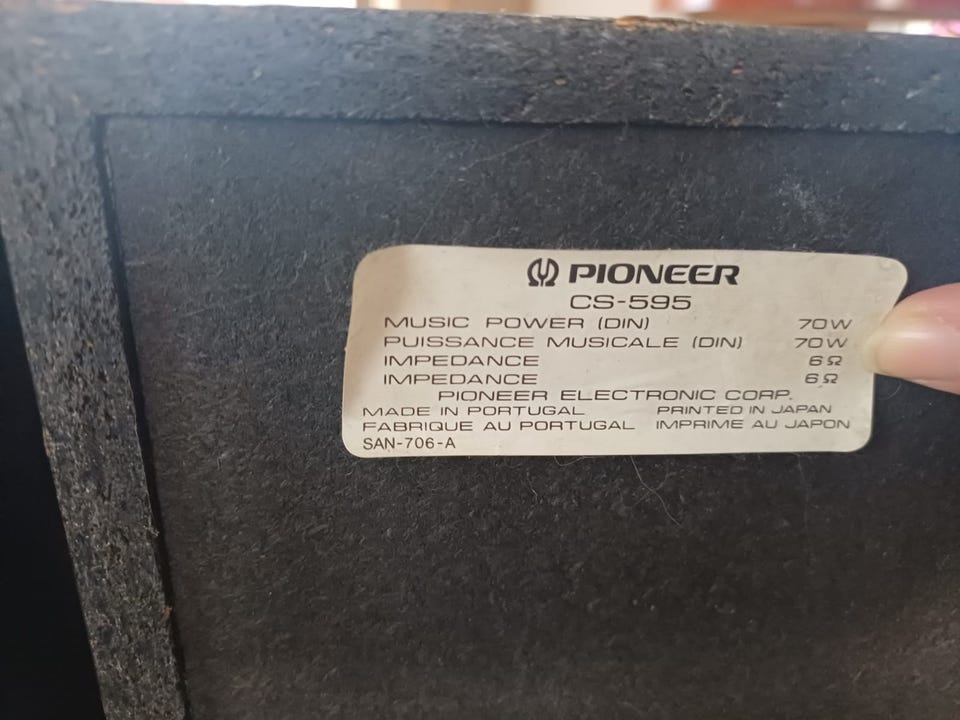 PIONEER
CS-595
MUSIC POWER (DIN) 70W
PUISSANCE MUSICALE (DIN) 70W
IMPEDANCE 6Ω
IMPEDANCE 6Ω
PIONEER ELECTRONIC CORP.
MADE IN PORTUGAL PRINTED IN JAPAN
FABRIQUE AU PORTUGAL IMPRIME AU JAPON
SAN-706-A